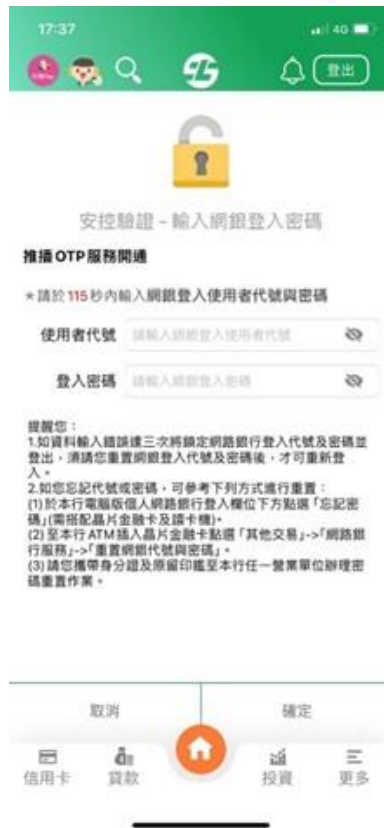 17:37
4G
登出
安控驗證 - 輸入網銀登入密碼
推播 OTP 服務開通
*請於 115 秒內輸入網銀登入使用者代號與密碼
使用者代號 請輸入網銀登入使用者代號
登入密碼 請輸入網銀登入密碼
提醒您：
1.如資料輸入錯誤達三次將鎖定網路銀行登入代號及密碼並
登出，須請您重置網銀登入代號及密碼後，才可重新登
入。
2.如您忘記代號或密碼，可參考下列方式進行重置：
(1)於本行電腦版個人網路銀行登入欄位下方點選「忘記密
碼」(需搭配晶片金融卡及讀卡機)。
(2)至本行 ATM 插入晶片金融卡點選「其他交易」->「網路銀
行服務」->「重置網銀代號與密碼」。
(3)請您攜帶身分證及原留印鑑至本行任一營業單位辦理密
碼重置作業。
取消
確定
信用卡
貸款
投資
更多